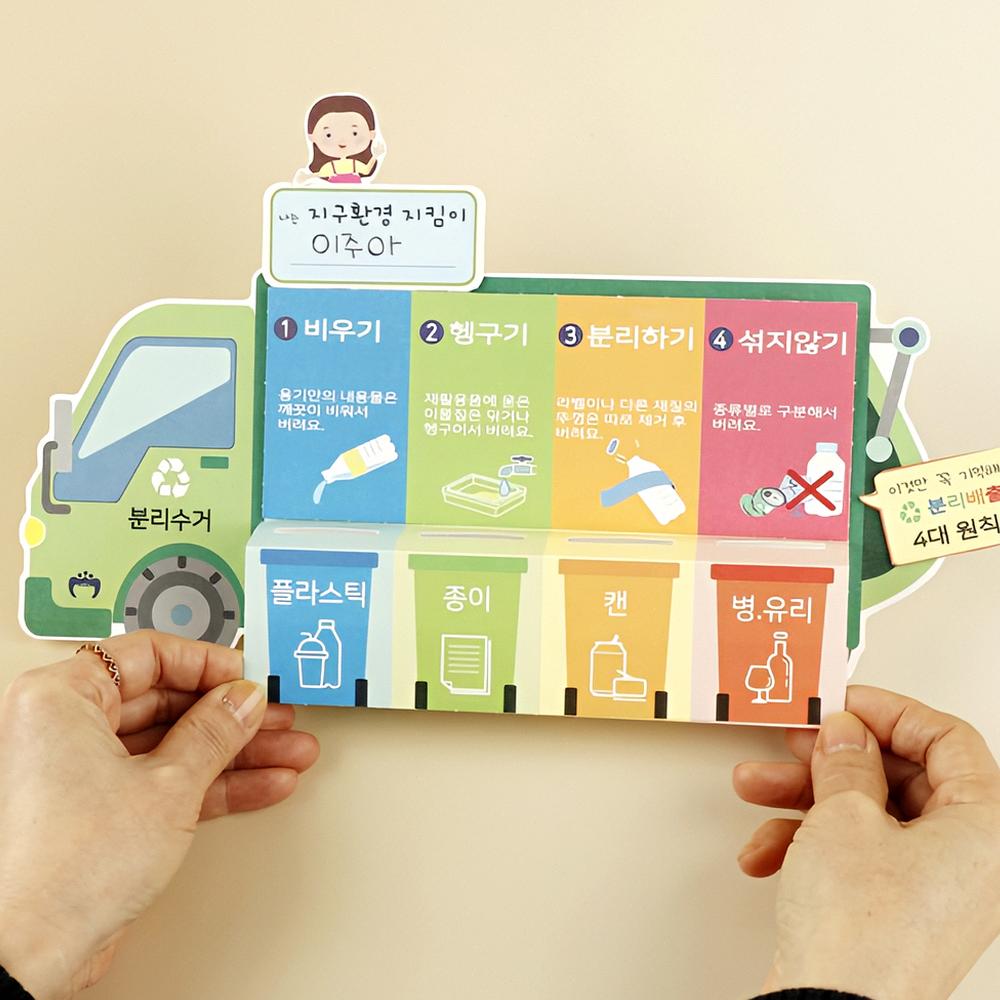 나는 지구환경 지킴이
이주아
1 비우기
용기안의 내용물은
깨끗이 비워서
버려요.
2 헹구기
재활용품에 묻은
이물질은 닦거나
헹구어서 버려요.
3 분리하기
라벨이나 다른 재질의
뚜껑은 따로 제거 후
버려요.
4 섞지않기
종류별로 구분해서
버려요.
분리수거
이것만 꼭 기억해
분리배출
4대 원칙
플라스틱
종이
캔
병.유리